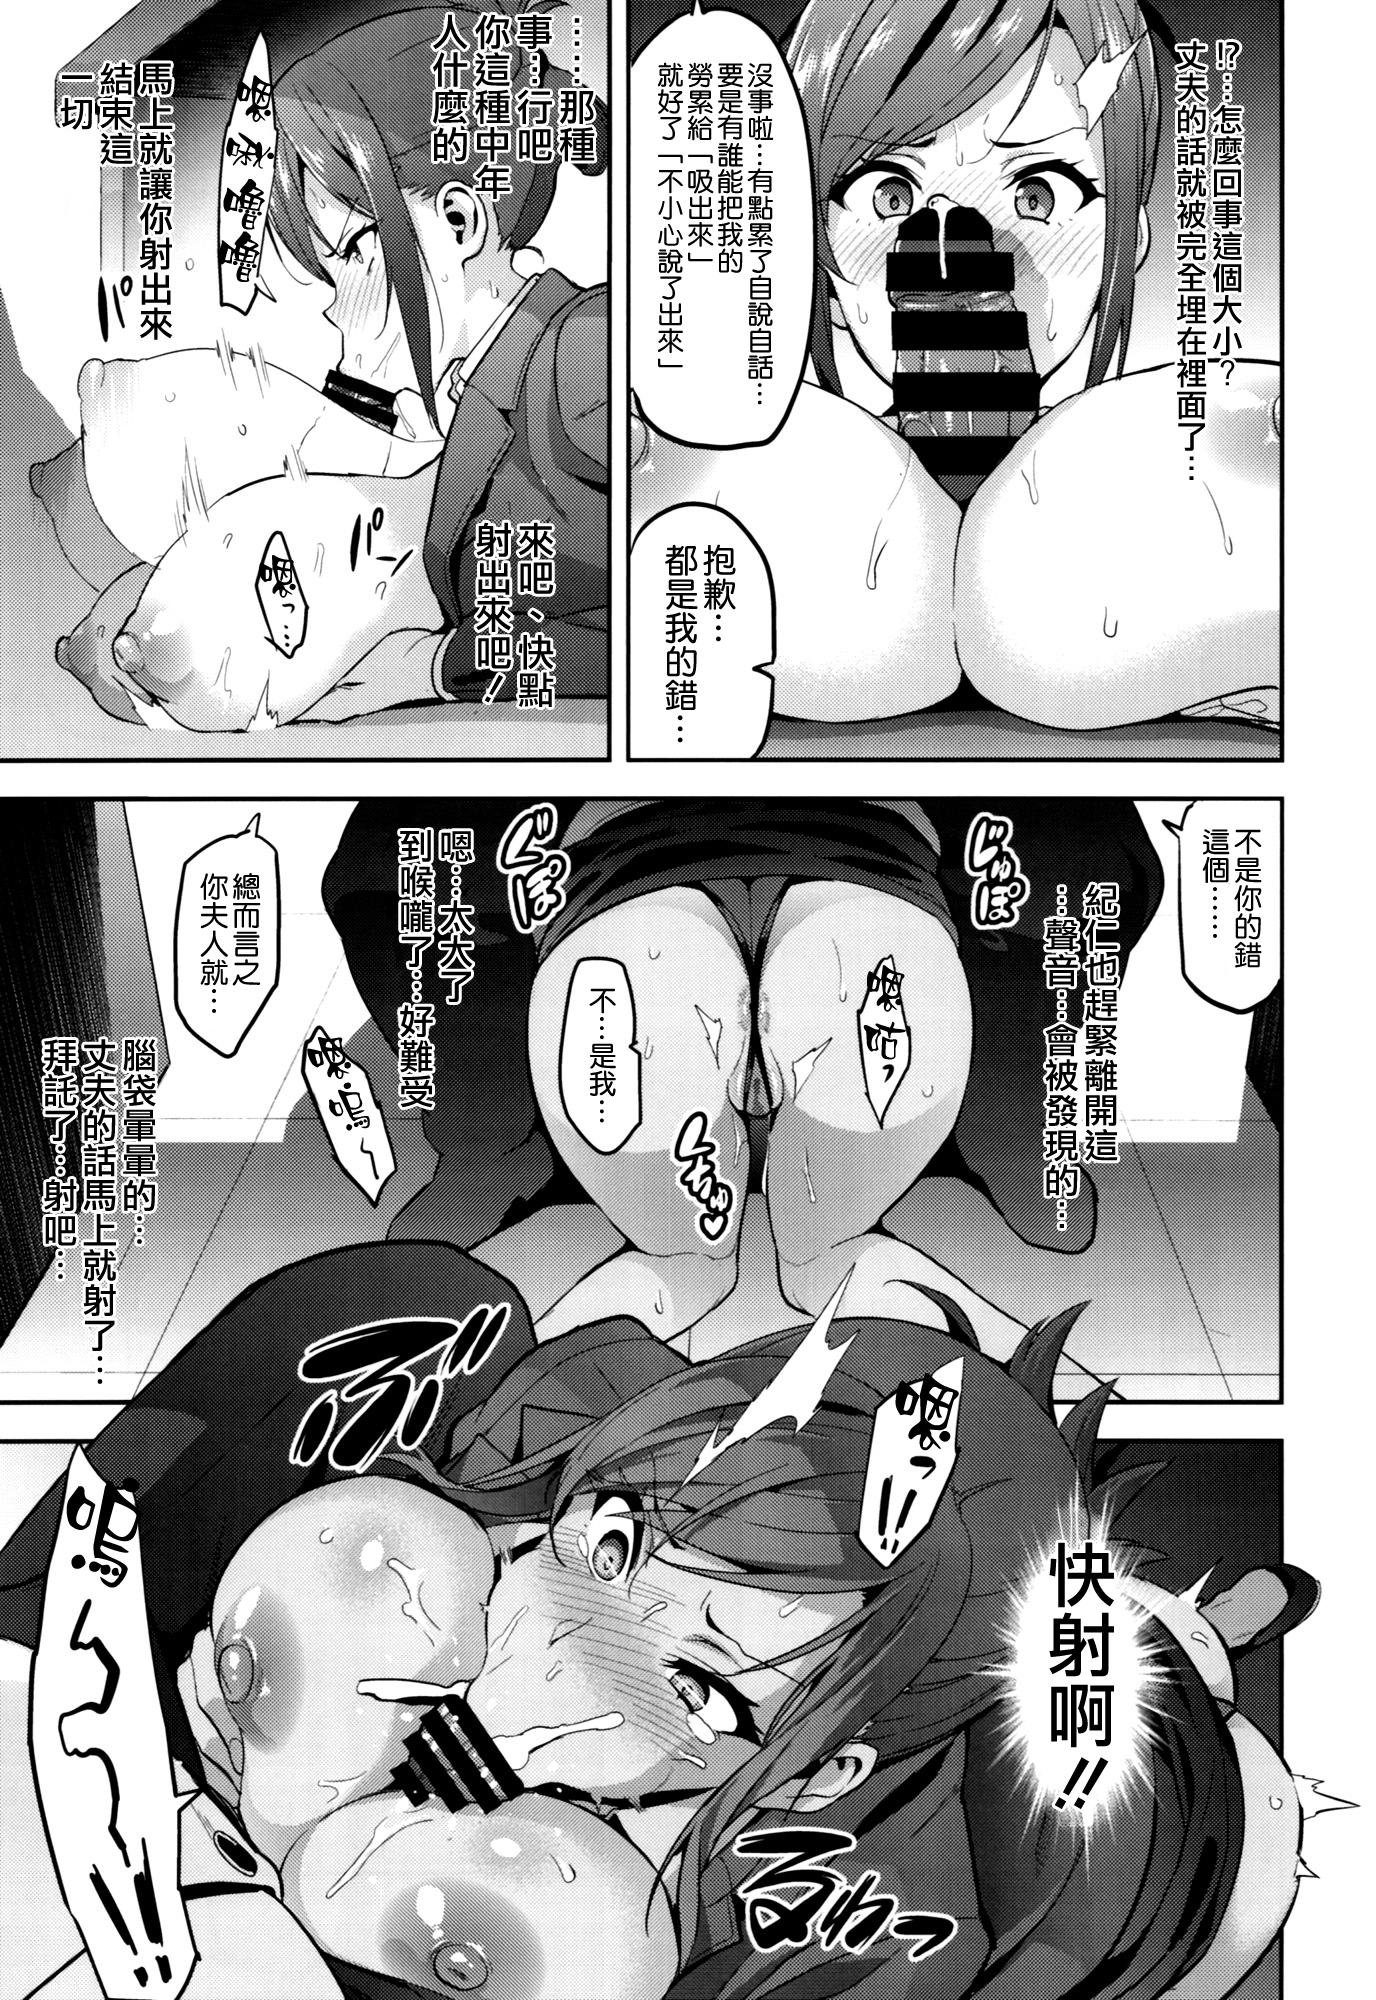 !?…怎麼回事這個大小?
丈夫的話就被完全埋在裡面了…
沒事啦…有點累了自說自話…
要是有誰能把我的
勞累給「吸出來」
就好了「不小心說了出來」
抱歉…
都是我的錯…
……那種
事…行吧
你這種中年
人什麼的
嗯啾嚕嚕
馬上就讓你射出來
結束這
一切
パ
パン
來吧、快點
射出來吧!
嗯っ…
不是你的錯
這個……
紀仁也趕緊離開這
…聲音…會被發現的…
じゅぽ
嗯咕
ぐぽ
不…是我…
くちゅ♡
嗯…太大了
到喉嚨了…好難受
總而言之
你夫人就…
嗯嗚~
腦袋暈暈的…
丈夫的話馬上就射了…
拜託了…射吧…
嗯っ!!
快射啊!!
嗚っ!!